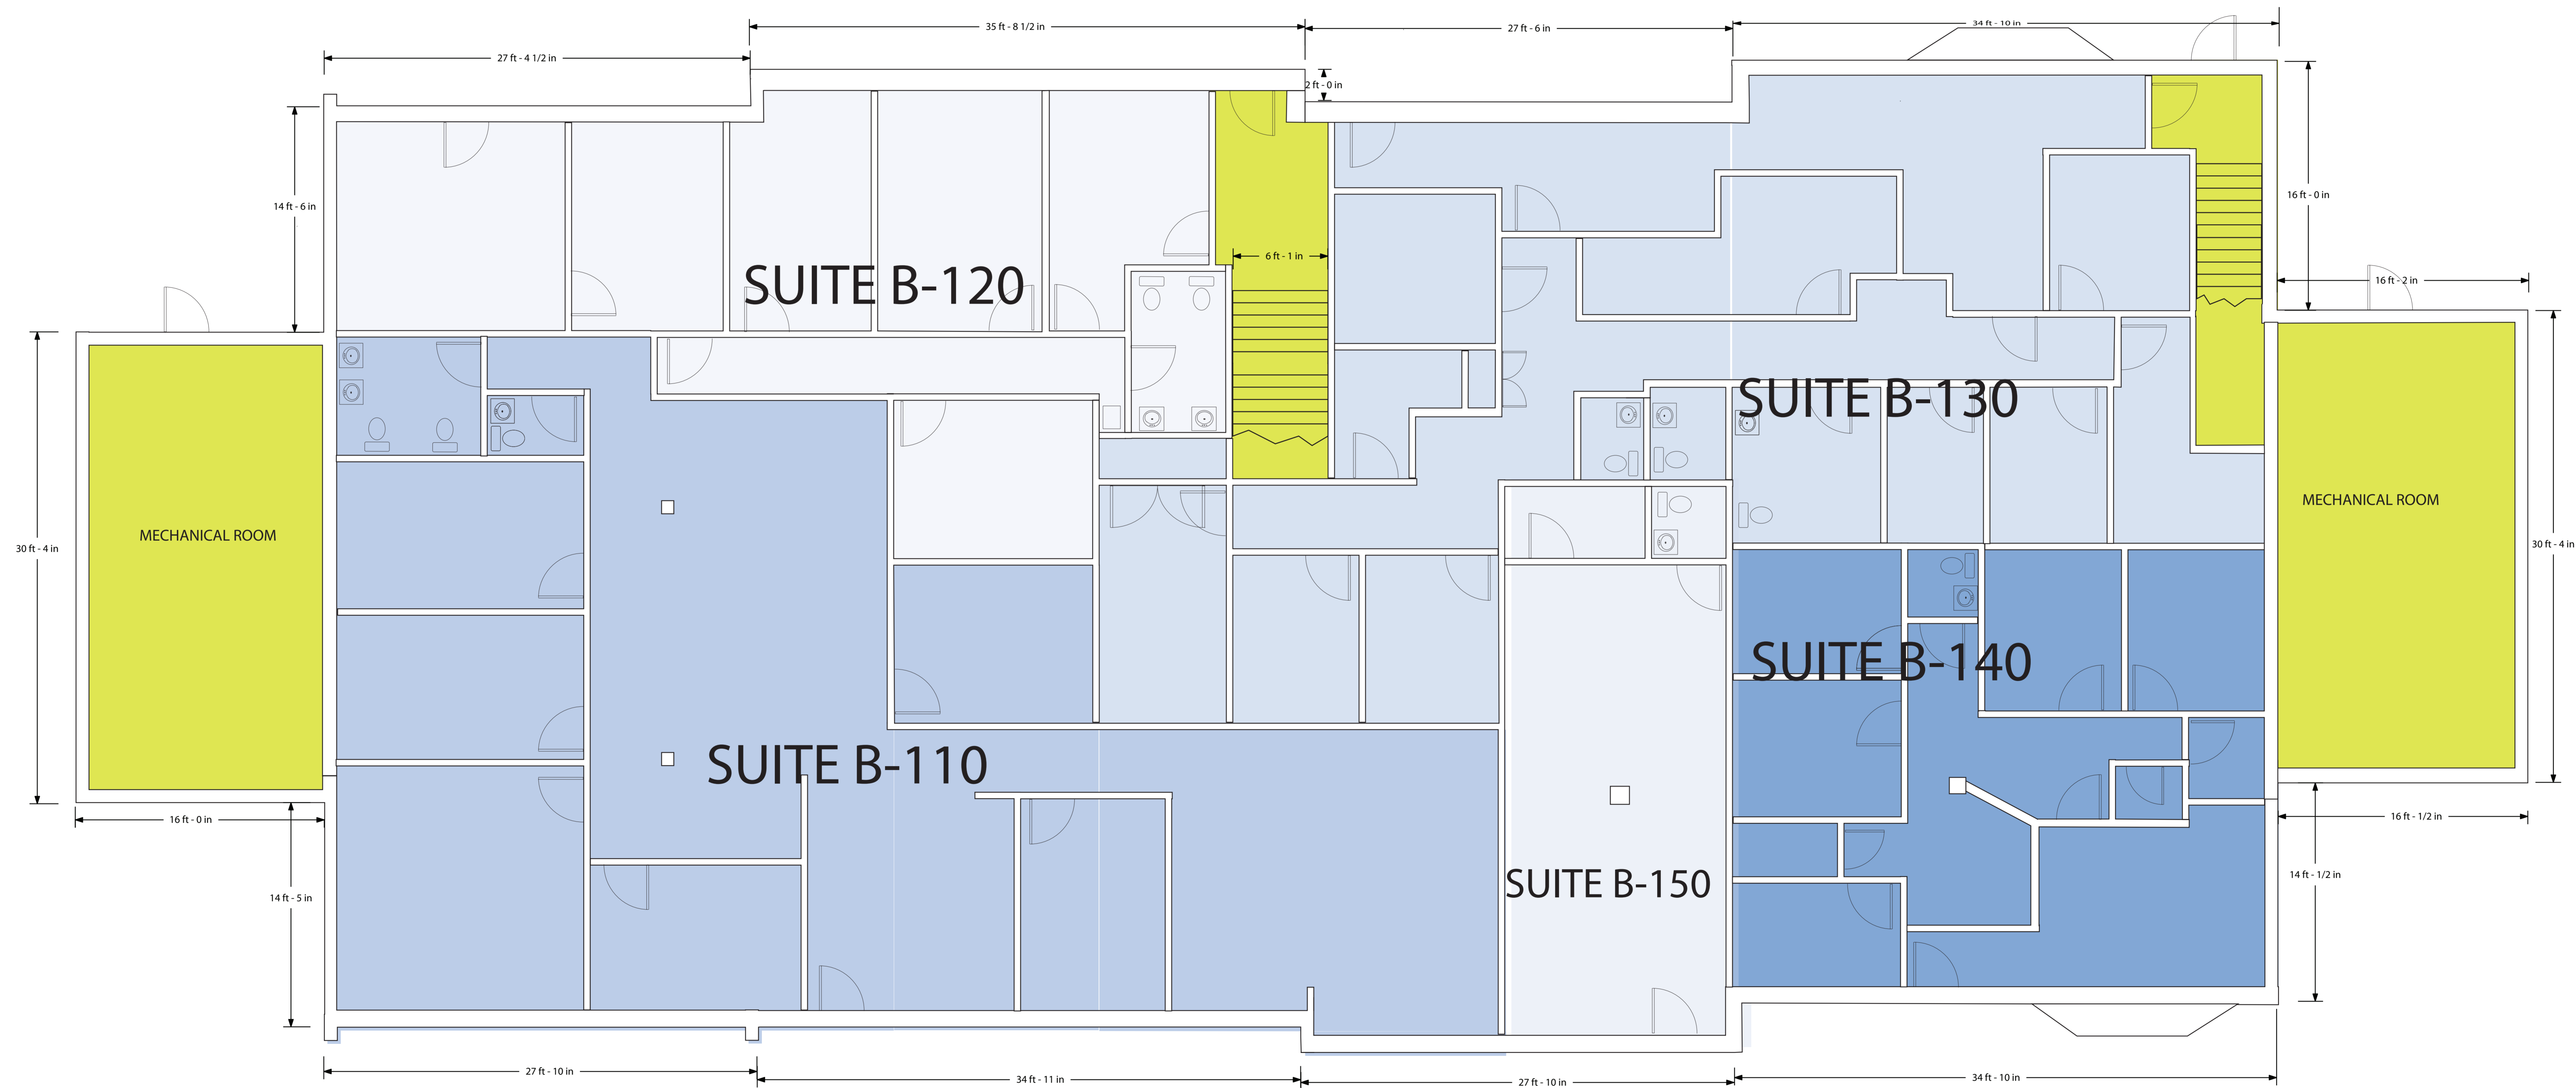 34 ft - 10 in
35 ft - 8 1/2 in
27 ft - 6 in
27 ft - 4 1/2 in
2 ft - 0 in
14 ft - 6 in
16 ft - 0 in
6 ft - 1 in
16 ft - 2 in
SUITE B-120
SUITE B-130
MECHANICAL ROOM
MECHANICAL ROOM
30 ft - 4 in
30 ft - 4 in
SUITE B-140
SUITE B-110
16 ft - 0 in
16 ft - 1/2 in
SUITE B-150
14 ft - 5 in
14 ft - 1/2 in
27 ft - 10 in
34 ft - 11 in
27 ft - 10 in
34 ft - 10 in